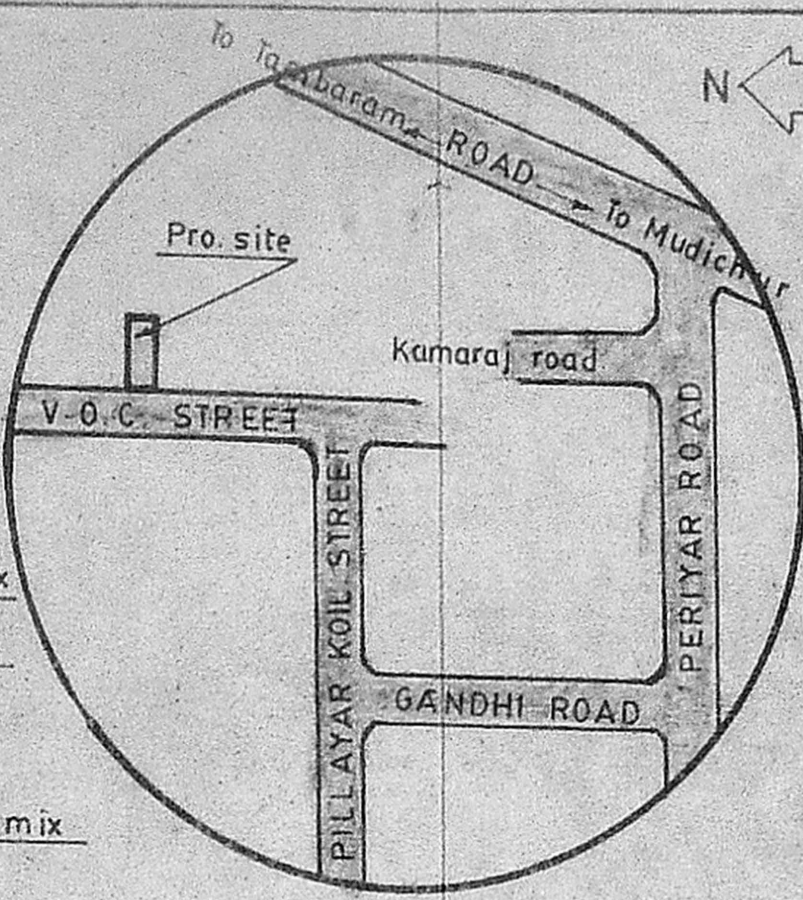 To Tambaram ← ROAD → To Mudichur
N
Pro. site
Kamaraj road
V.O.C. STREET
PILLAYAR KOIL STREET
PERIYAR ROAD
GANDHI ROAD
x
mix